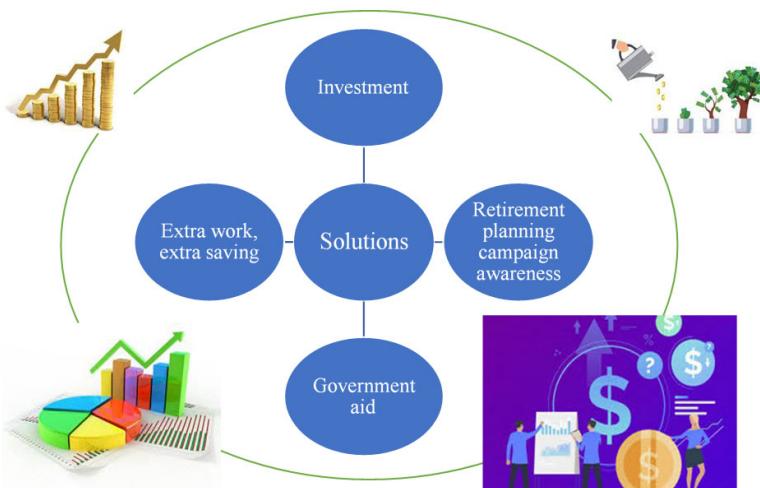 Investment
Extra work,
extra saving
Solutions
Retirement
planning
campaign
awareness
Government
aid
$
?
$
?
%
$
$